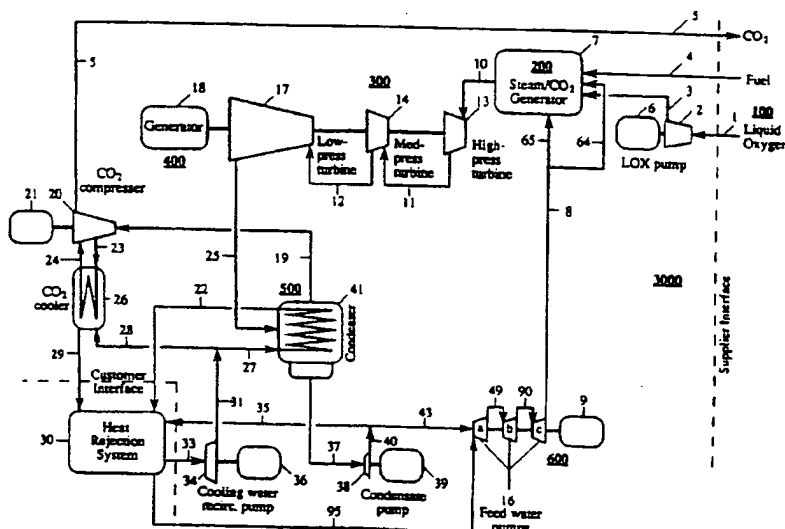 5
CO₂
7
200
Steam/CO₂
Generator
4
Fuel
3
10
6
2
100
1
Liquid
Oxygen
LOX pump
18
Generator
400
17
300
14
13
Low-
press
turbine
Med-
press
turbine
High-
press
turbine
12
11
65
64
8
5
CO₂
compresser
21
20
23
24
CO₂
cooler
26
25
19
22
500
41
Condenser
3000
Supplier Interface
28
27
29
Customer
Interface
31
35
43
49
90
9
a
b
c
600
30
Heat
Rejection
System
33
34
36
Cooling water
recirc. pump
37
40
38
39
Condensate
pump
16
Feed water
pumps
95